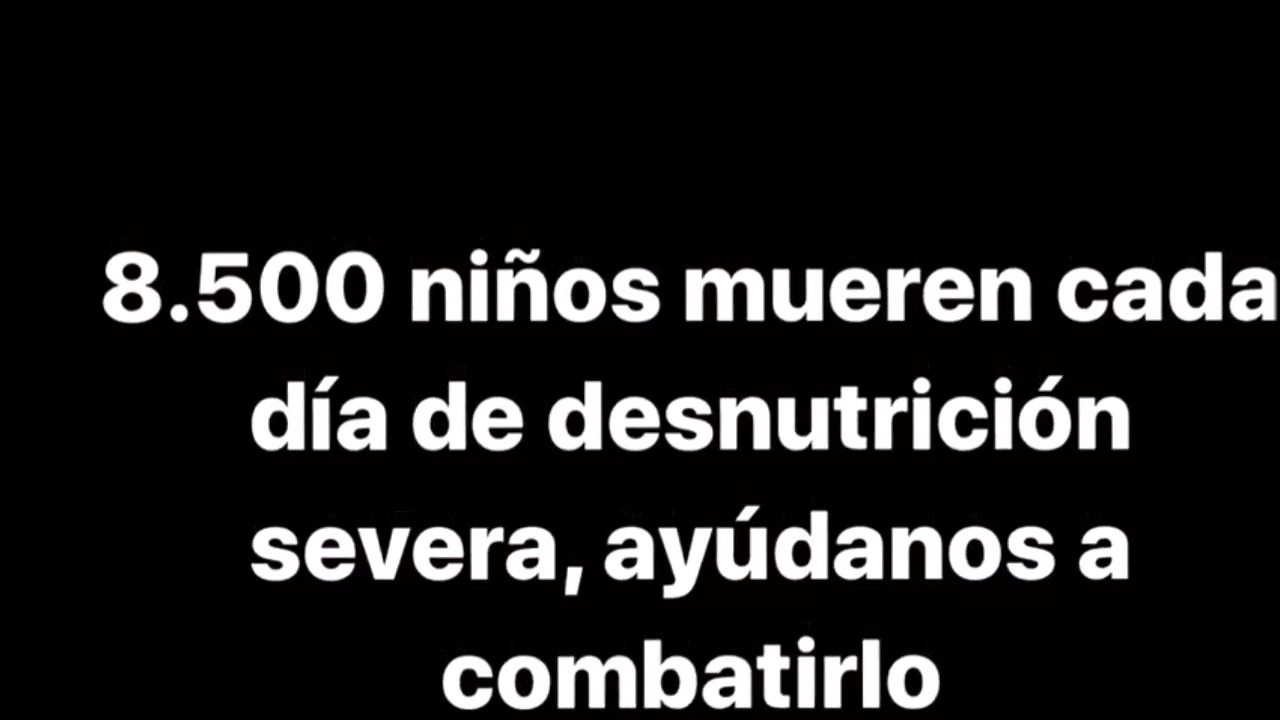 8.500 niños mueren cada
día de desnutrición
severa, ayúdanos a
combatirlo